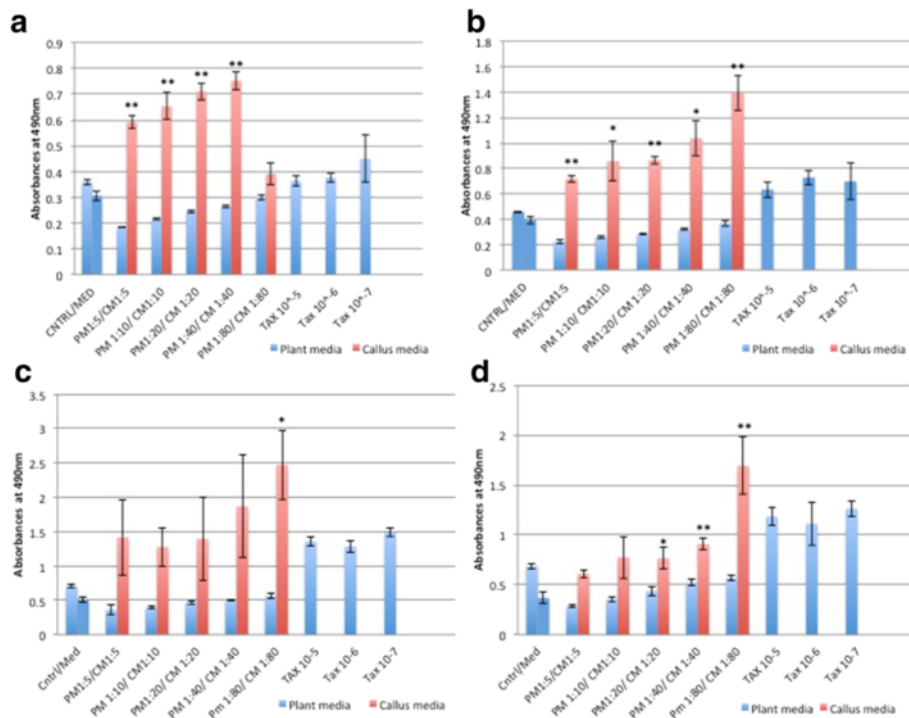 a
Absorbances at 490nm
0.9
0.8
0.7
0.6
0.5
0.4
0.3
0.2
0.1
0
**
**
**
**
CNTRL/MED
PM1:5/CM1:5
PM 1:10/ CM1:10
PM1:20/ CM 1:20
PM 1:40/ CM 1:40
PM 1:80/ CM 1:80
TAX 10^-5
Tax 10^-6
Tax 10^-7
Plant media
Callus media
b
Absorbances at 490nm
1.8
1.6
1.4
1.2
1
0.8
0.6
0.4
0.2
0
**
*
**
*
**
CNTRL/MED
PM1:5/CM1:5
PM 1:10/ CM1:10
PM1:20/ CM 1:20
PM 1:40/ CM 1:40
PM 1:80/ CM 1:80
TAX 10^-5
Tax 10^-6
Tax 10^-7
Plant media
Callus media
c
Absorbances at 490nm
3.5
3
2.5
2
1.5
1
0.5
0
*
Cntrl/Med
PM1:5/CM1:5
PM 1:10/ CM1:10
PM1:20/ CM 1:20
PM 1:40/ CM 1:40
Pm 1:80/ CM 1:80
TAX 10-5
Tax 10-6
Tax 10-7
Plant media
Callus media
d
Absorbances at 490nm
2.5
2
1.5
1
0.5
0
*
**
**
Cntrl/Med
PM1:5/CM1:5
PM 1:10/ CM1:10
PM1:20/ CM 1:20
PM 1:40/ CM 1:40
PM 1:80/ CM 1:80
TAX 10-5
Tax 10-6
Tax 10-7
Plant media
Callus media